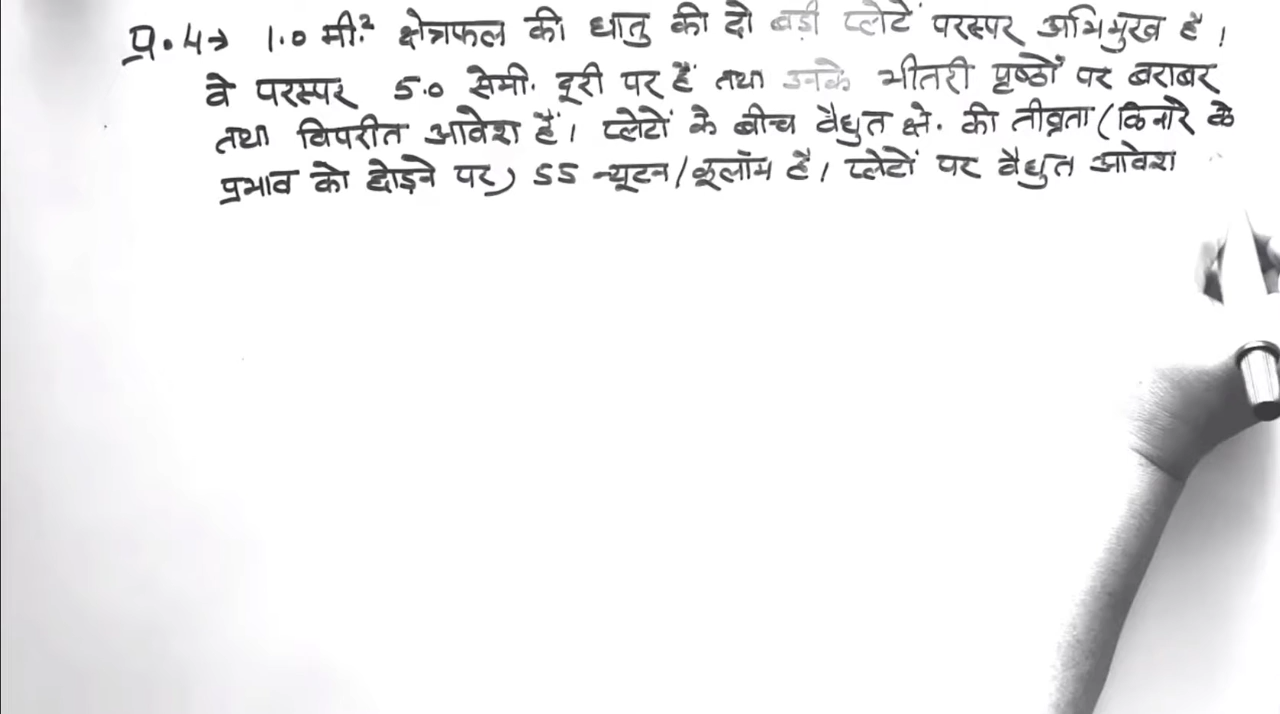 प्र.4→ 1.0 मी.² क्षेत्रफल की धातु की दो बड़ी प्लेटें परस्पर अभिमुख हैं।
वे परस्पर 5.0 सेमी. दूरी पर हैं तथा उनके भीतरी पृष्ठों पर बराबर
तथा विपरीत आवेश हैं। प्लेटों के बीच वैधुत क्षे. की तीव्रता (किनारे के
प्रभाव को छोड़ने पर) 55 न्यूटन/कूलॉम है। प्लेटों पर वैधुत आवेश